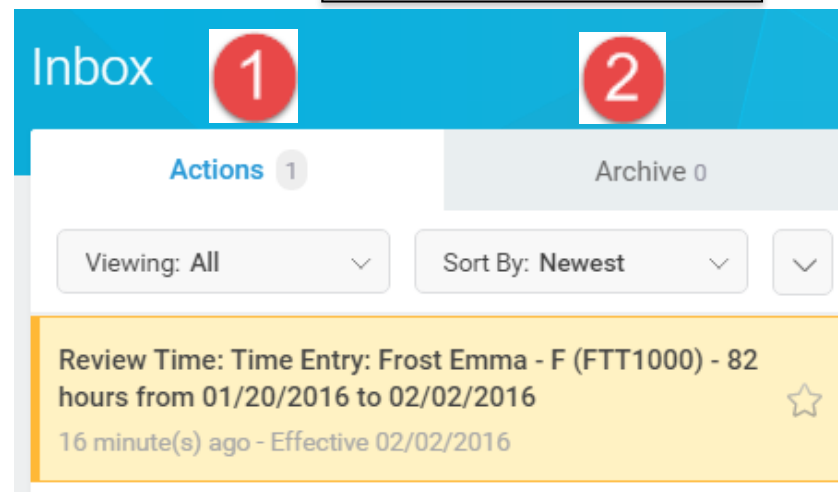 Inbox
1
2
Actions 1
Archive 0
Viewing: All
Sort By: Newest
Review Time: Time Entry: Frost Emma - F (FTT1000) - 82
hours from 01/20/2016 to 02/02/2016
16 minute(s) ago - Effective 02/02/2016